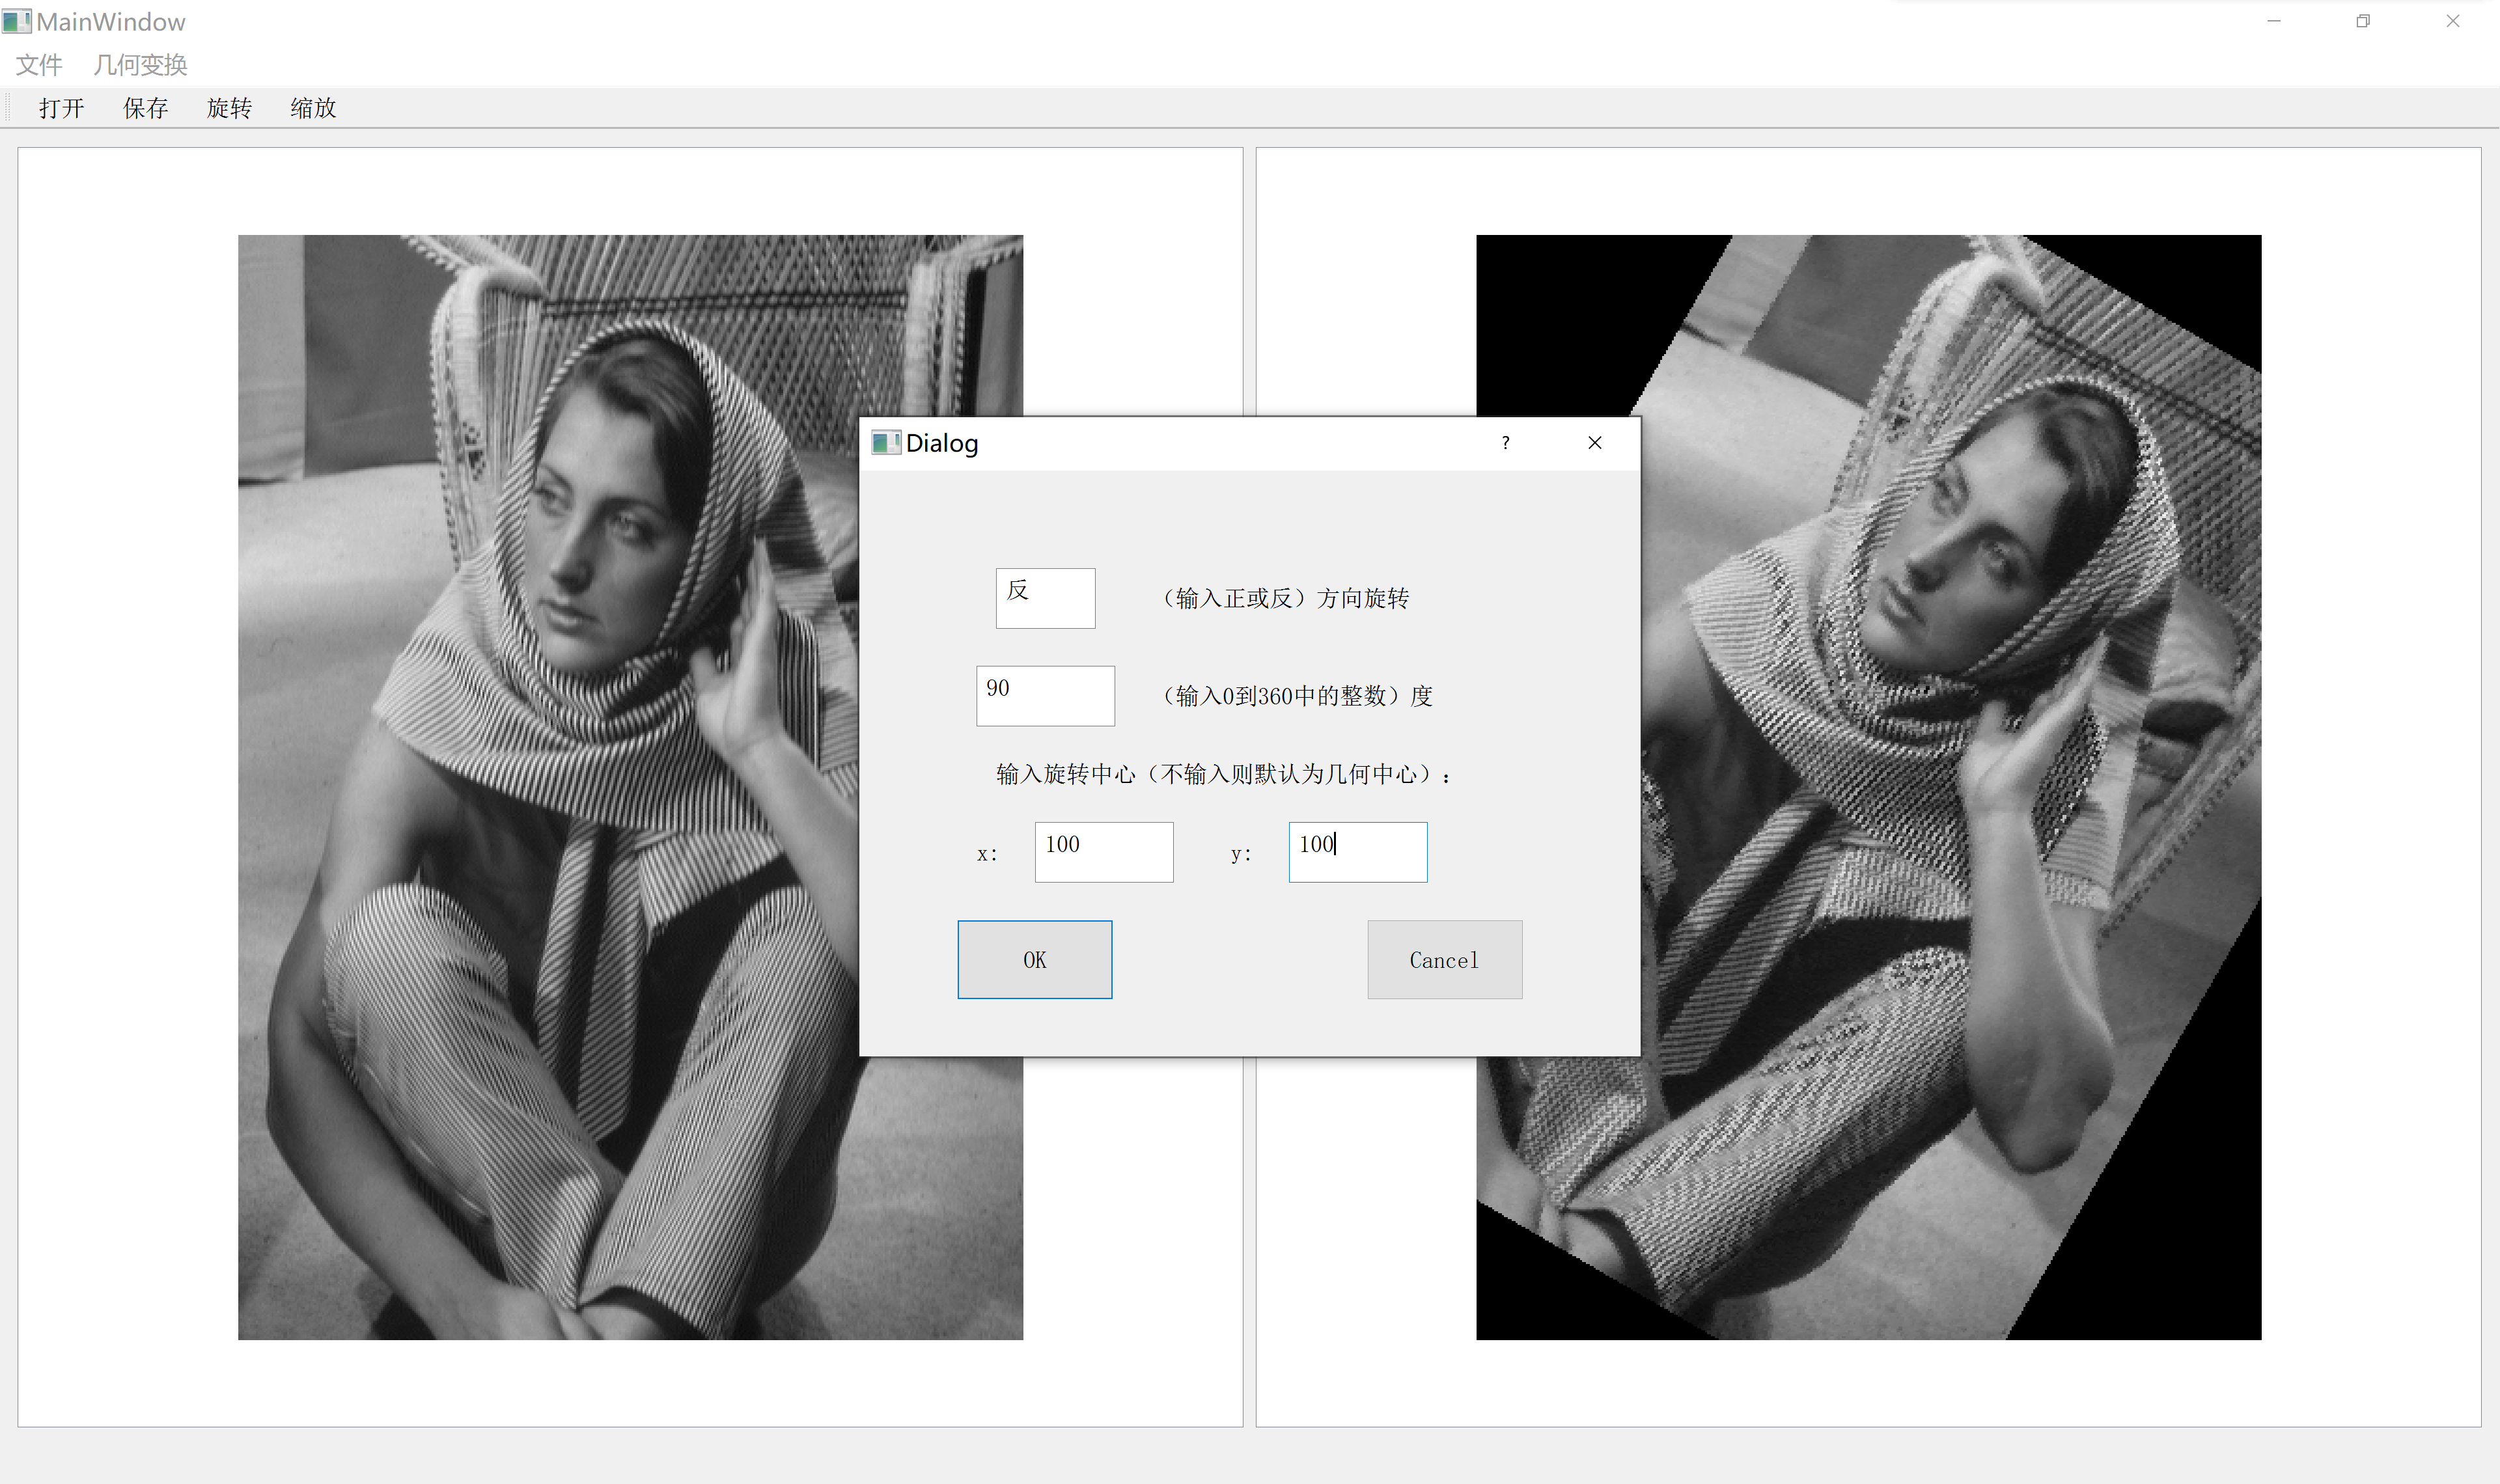 MainWindow
文件 几何变换
打开 保存 旋转 缩放
Dialog ?
反 （输入正或反）方向旋转
90 （输入0到360中的整数）度
输入旋转中心（不输入则默认为几何中心）：
x: 100 y: 100
OK Cancel